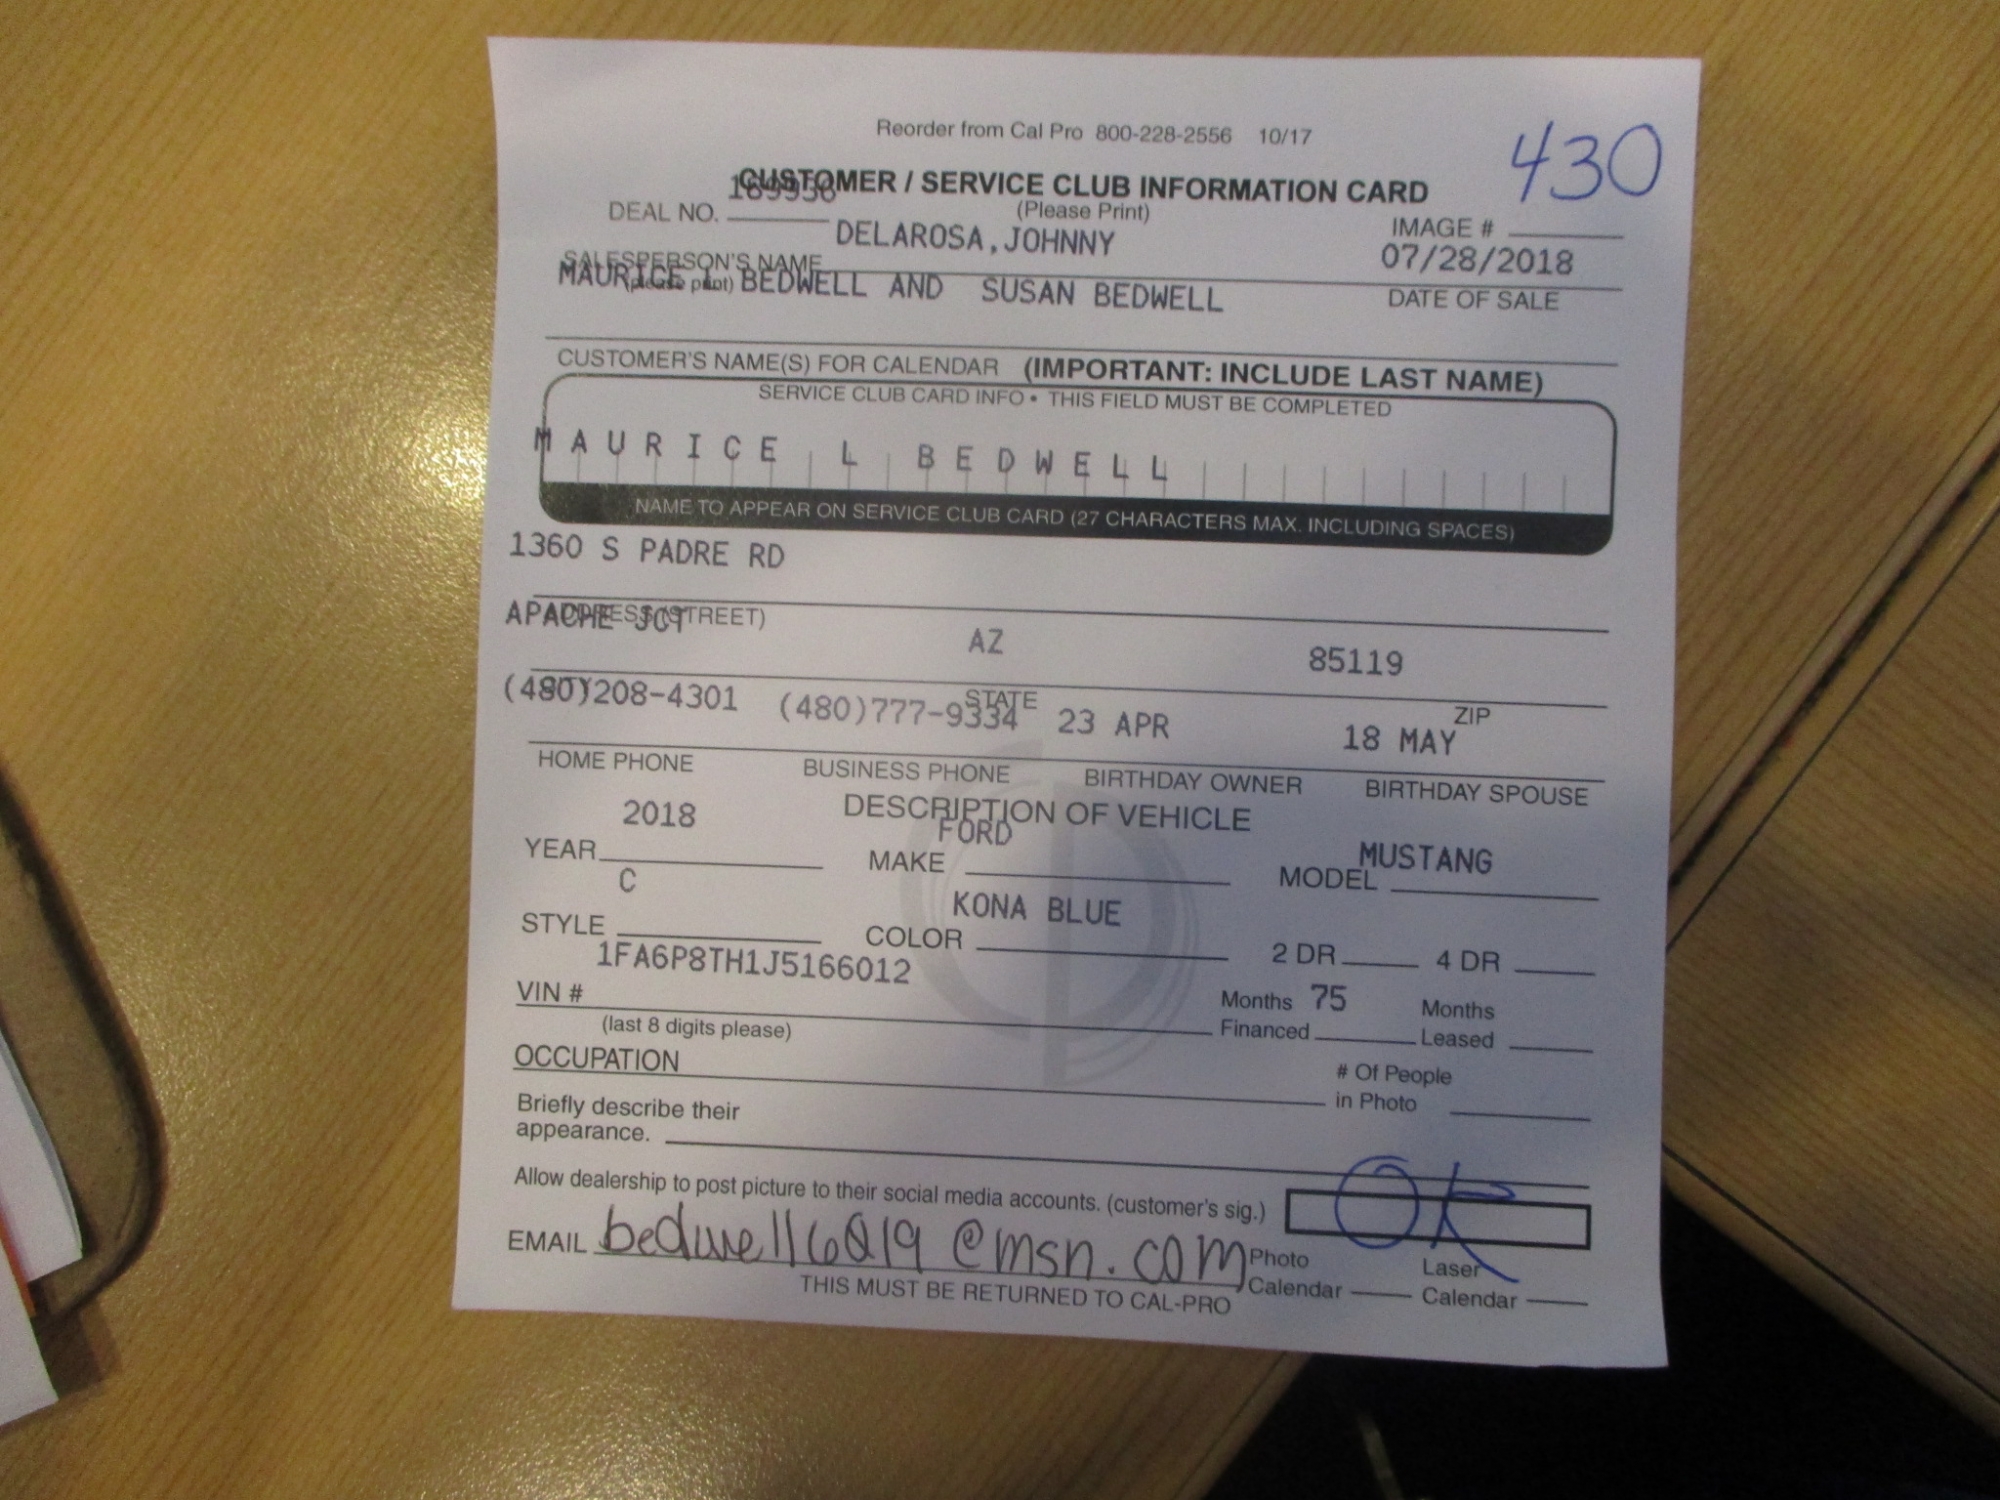 Reorder from Cal Pro 800-228-2556 10/17
430
CUSTOMER / SERVICE CLUB INFORMATION CARD
(Please Print)
DEAL NO. 169936
IMAGE #
DELAROSA, JOHNNY
07/28/2018
SALESPERSON'S NAME
(please print)
DATE OF SALE
MAURICE L BEDWELL AND SUSAN BEDWELL
CUSTOMER'S NAME(S) FOR CALENDAR (IMPORTANT: INCLUDE LAST NAME)
SERVICE CLUB CARD INFO • THIS FIELD MUST BE COMPLETED
MAURICE L BEDWELL
NAME TO APPEAR ON SERVICE CLUB CARD (27 CHARACTERS MAX. INCLUDING SPACES)
1360 S PADRE RD
ADDRESS (STREET)
APACHE JCT AZ 85119
CITY STATE ZIP
(480)208-4301 (480)777-9334 23 APR 18 MAY
HOME PHONE BUSINESS PHONE BIRTHDAY OWNER BIRTHDAY SPOUSE
DESCRIPTION OF VEHICLE
YEAR 2018 MAKE FORD MODEL MUSTANG
STYLE C COLOR KONA BLUE 2 DR 4 DR
VIN # 1FA6P8TH1J5166012
(last 8 digits please)
Months Financed 75 Months Leased
OCCUPATION
# Of People in Photo
Briefly describe their
appearance.
Allow dealership to post picture to their social media accounts. (customer's sig.) OK
EMAIL bedwell6019@msn.com
Photo Calendar Laser Calendar
THIS MUST BE RETURNED TO CAL-PRO